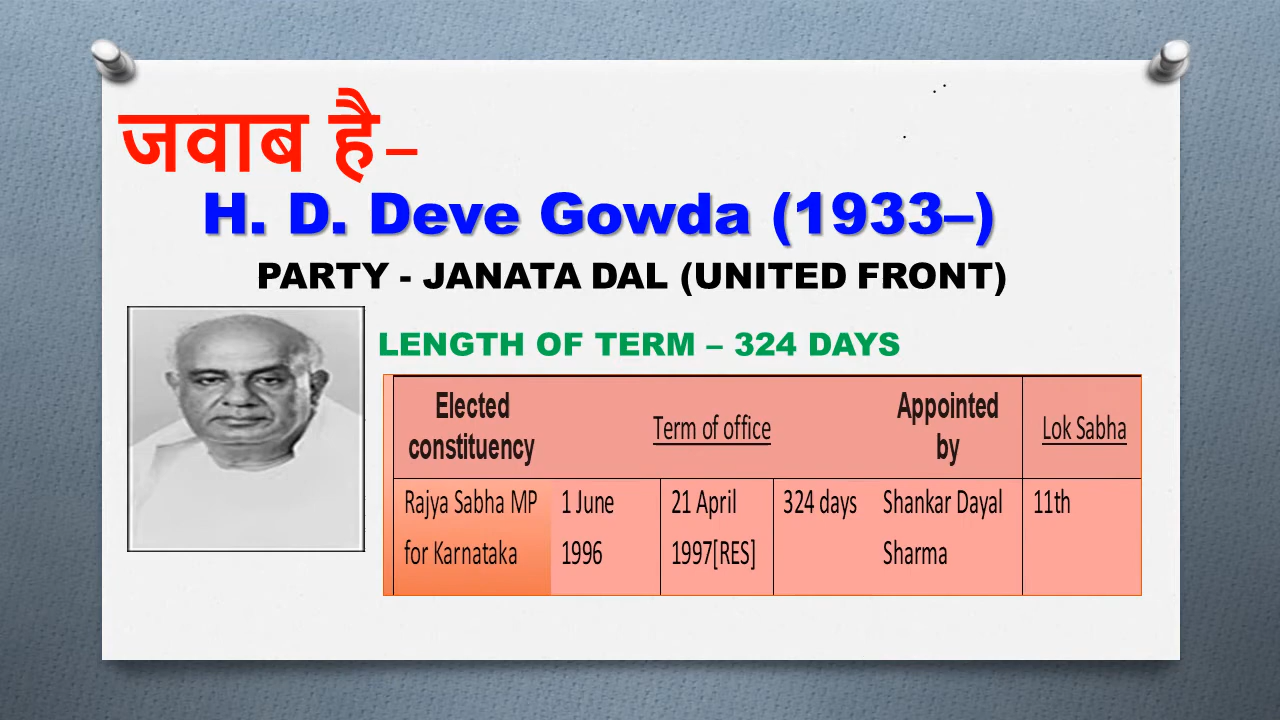 जवाब है–
H. D. Deve Gowda (1933–)
PARTY - JANATA DAL (UNITED FRONT)
LENGTH OF TERM – 324 DAYS
Elected constituency Term of office Appointed by Lok Sabha
Rajya Sabha MP 1 June 21 April 324 days Shankar Dayal 11th
for Karnataka 1996 1997[RES] Sharma